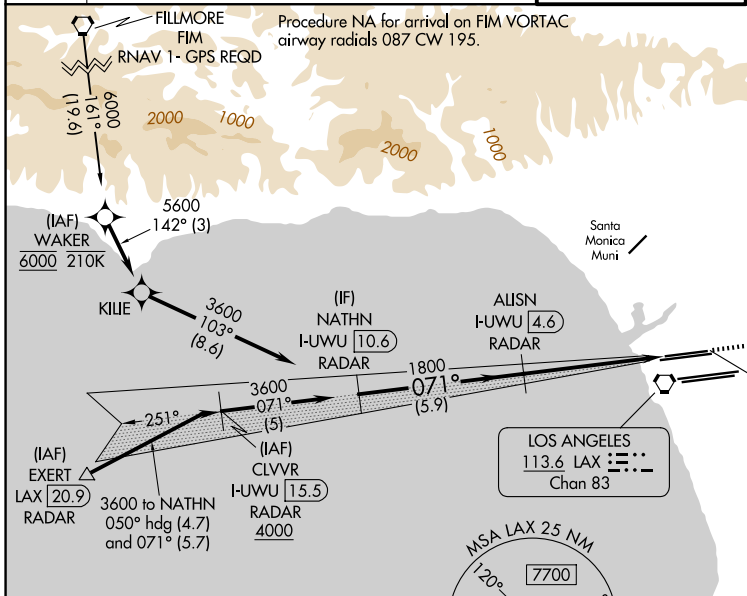 FILLMORE
FIM
RNAV 1- GPS REQD
Procedure NA for arrival on FIM VORTAC
airway radials 087 CW 195.
6000
161°
(19.6)
2000
1000
2000
1000
(IAF)
WAKER
6000 210K
5600
142° (3)
KILIE
3600
103°
(8.6)
Santa
Monica
Muni
(IF)
NATHN
I-UWU 10.6
RADAR
ALISN
I-UWU 4.6
RADAR
1800
071°
(5.9)
3600
071°
(5)
251°
(IAF)
EXERT
LAX 20.9
RADAR
3600 to NATHN
050° hdg (4.7)
and 071° (5.7)
(IAF)
CLVVR
I-UWU 15.5
RADAR
4000
LOS ANGELES
113.6 LAX
Chan 83
MSA LAX 25 NM
120°
7700